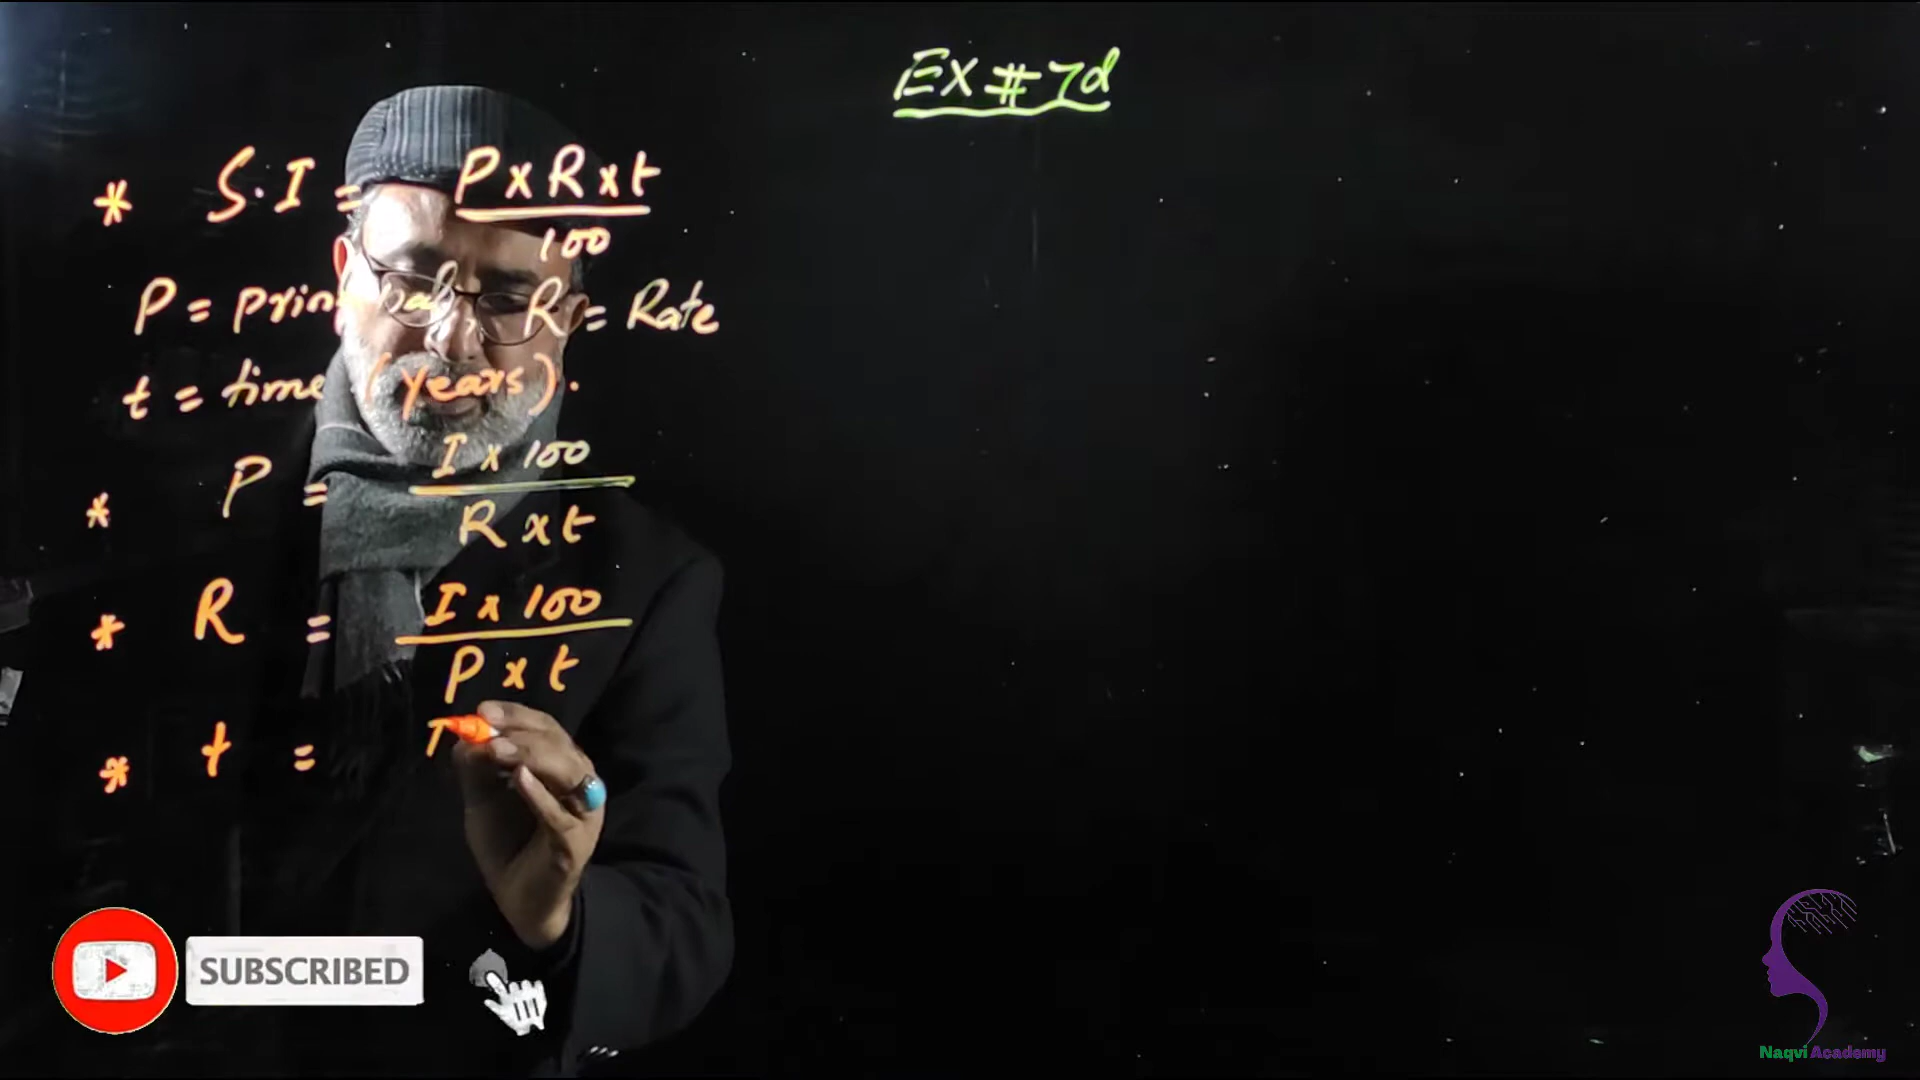 EX # 7d
* S.I = P x R x t
100
P = principal, R = Rate
t = time (years).
* P = I x 100
R x t
* R = I x 100
P x t
* t = I
SUBSCRIBED
Naqvi Academy